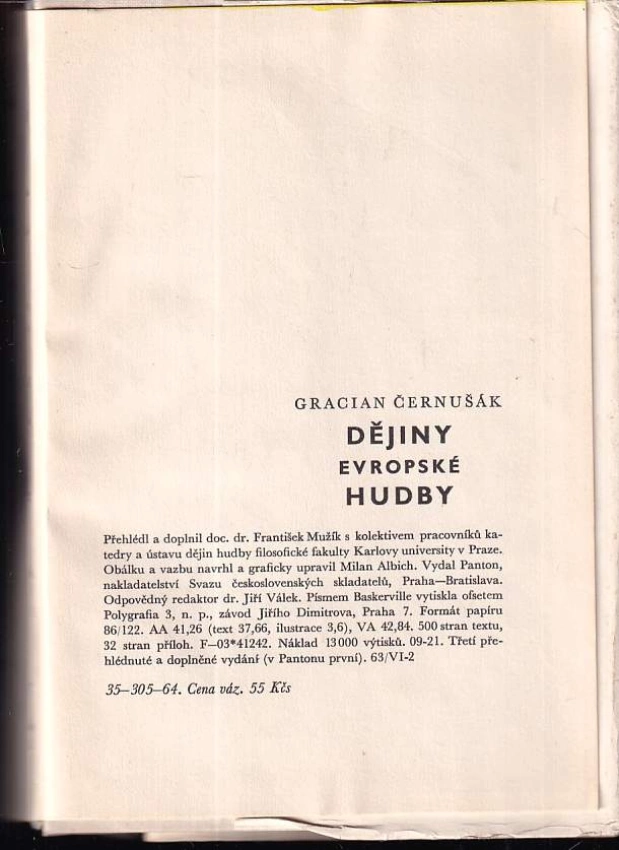 GRACIAN ČERNUŠÁK
DĚJINY
EVROPSKÉ
HUDBY
Přehlédl a doplnil doc. dr. František Mužík s kolektivem pracovníků ka-
tedry a ústavu dějin hudby filosofické fakulty Karlovy university v Praze.
Obálku a vazbu navrhl a graficky upravil Milan Albich. Vydal Panton,
nakladatelství Svazu československých skladatelů, Praha—Bratislava.
Odpovědný redaktor dr. Jiří Válek. Písmem Baskerville vytiskla ofsetem
Polygrafia 3, n. p., závod Jiřího Dimitrova, Praha 7. Formát papíru
86/122. AA 41,26 (text 37,66, ilustrace 3,6), VA 42,84. 500 stran textu,
32 stran příloh. F—03*41242. Náklad 13 000 výtisků. 09-21. Třetí pře-
hlédnuté a doplněné vydání (v Pantonu první). 63/VI-2
35—305—64. Cena váz. 55 Kčs